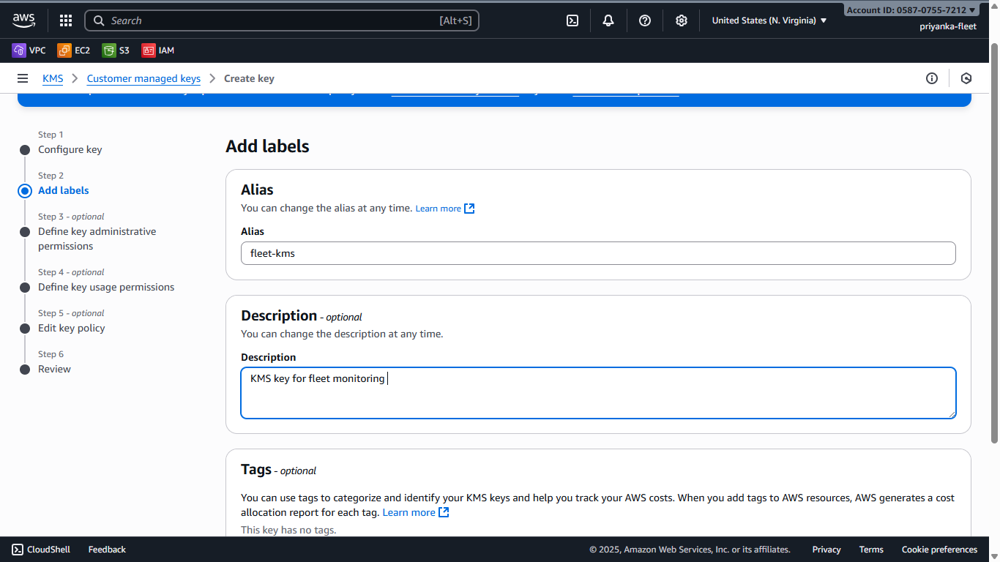 aws
Search
[Alt+S]
United States (N. Virginia)
Account ID: 0587-0755-7212
priyanka-fleet
VPC
EC2
S3
IAM
KMS
Customer managed keys
Create key
Step 1
Configure key
Step 2
Add labels
Step 3 - optional
Define key administrative
permissions
Step 4 - optional
Define key usage permissions
Step 5 - optional
Edit key policy
Step 6
Review
Add labels
Alias
You can change the alias at any time. Learn more
Alias
fleet-kms
Description - optional
You can change the description at any time.
Description
KMS key for fleet monitoring
Tags - optional
You can use tags to categorize and identify your KMS keys and help you track your AWS costs. When you add tags to AWS resources, AWS generates a cost
allocation report for each tag. Learn more
This key has no tags.
CloudShell
Feedback
© 2025, Amazon Web Services, Inc. or its affiliates.
Privacy
Terms
Cookie preferences